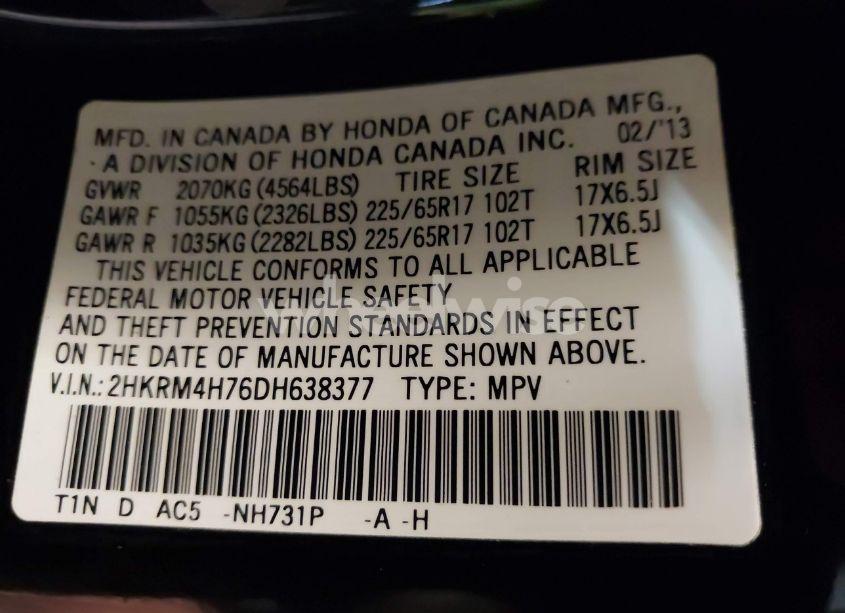 MFD. IN CANADA BY HONDA OF CANADA MFG.,
A DIVISION OF HONDA CANADA INC. 02/'13
GVWR 2070KG (4564LBS) TIRE SIZE RIM SIZE
GAWR F 1055KG (2326LBS) 225/65R17 102T 17X6.5J
GAWR R 1035KG (2282LBS) 225/65R17 102T 17X6.5J
THIS VEHICLE CONFORMS TO ALL APPLICABLE
FEDERAL MOTOR VEHICLE SAFETY
AND THEFT PREVENTION STANDARDS IN EFFECT
ON THE DATE OF MANUFACTURE SHOWN ABOVE.
V.I.N.: 2HKRM4H76DH638377 TYPE: MPV
T1N D AC5 -NH731P -A -H